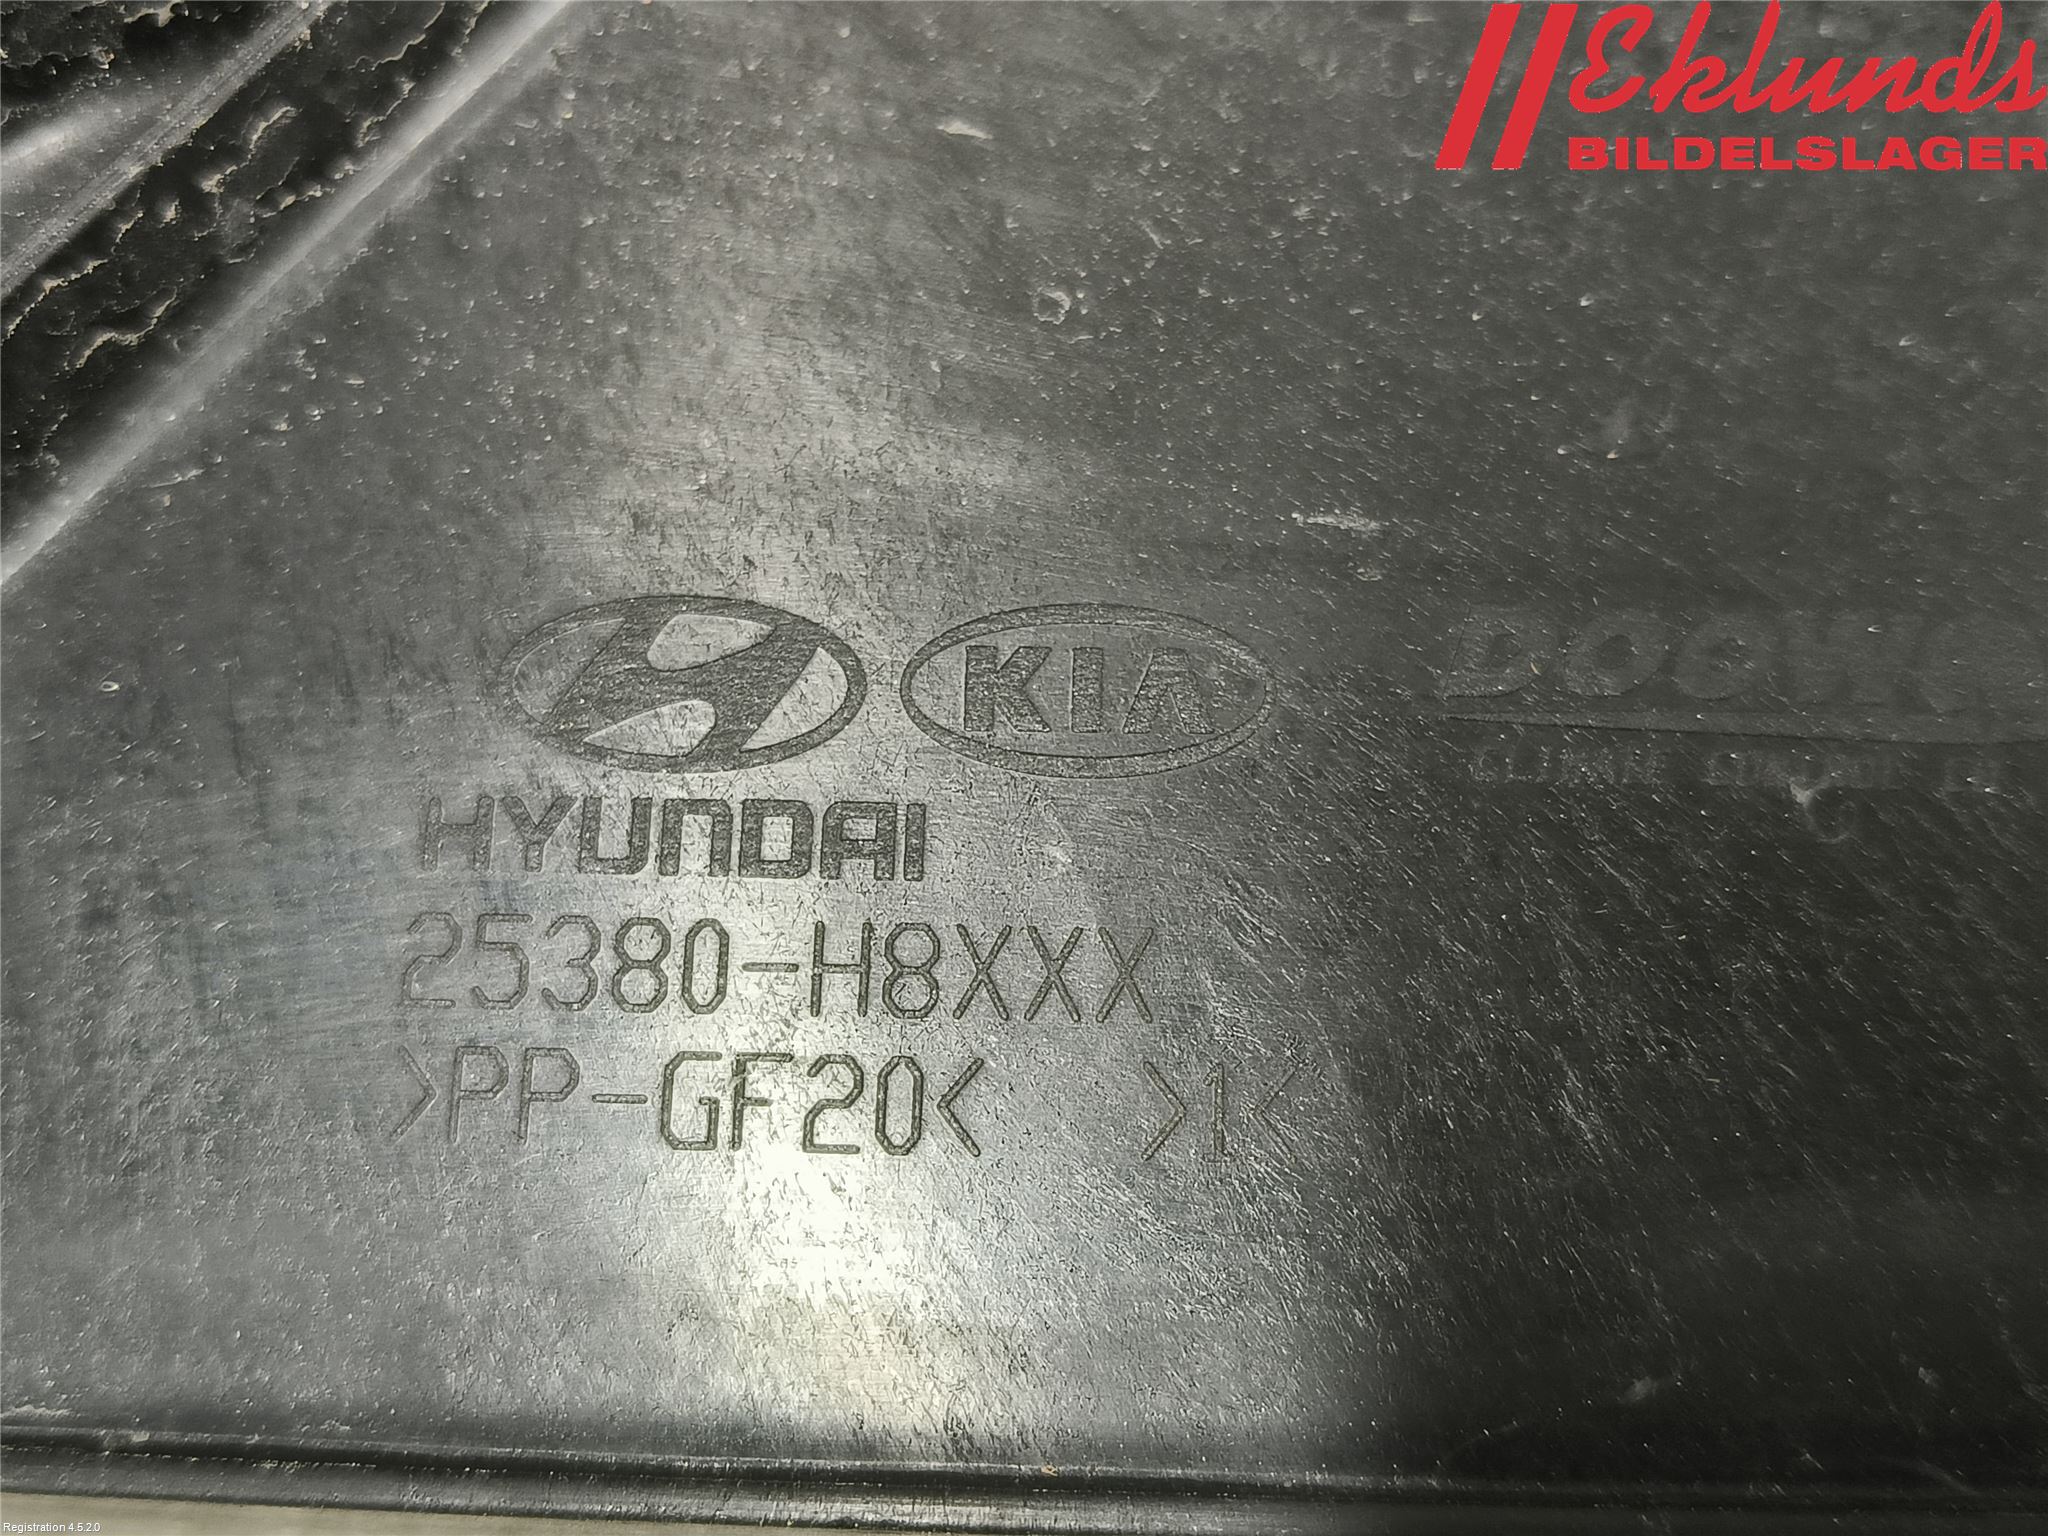 Eklunds
BILDELSLAGER
KIA
HYUNDAI
25380-H8XXX
>PP-GF20< >1<
Registration 4.5.2.0